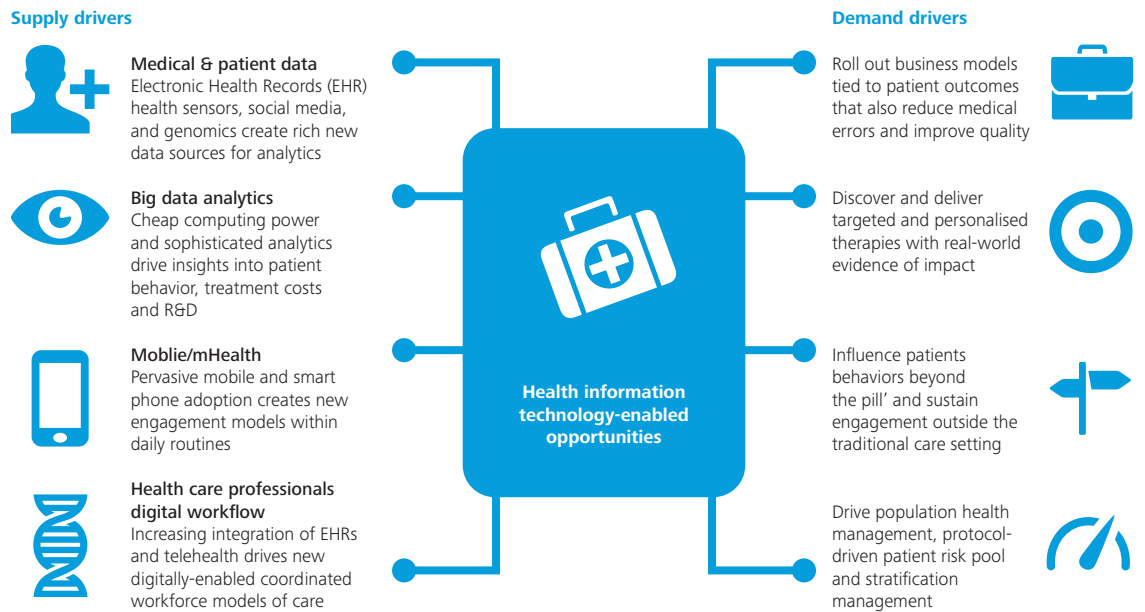 Supply drivers
Medical & patient data
Electronic Health Records (EHR)
health sensors, social media,
and genomics create rich new
data sources for analytics
Big data analytics
Cheap computing power
and sophisticated analytics
drive insights into patient
behavior, treatment costs
and R&D
Moblie/mHealth
Pervasive mobile and smart
phone adoption creates new
engagement models within
daily routines
Health care professionals
digital workflow
Increasing integration of EHRs
and telehealth drives new
digitally-enabled coordinated
workforce models of care
Health information
technology-enabled
opportunities
Demand drivers
Roll out business models
tied to patient outcomes
that also reduce medical
errors and improve quality
Discover and deliver
targeted and personalised
therapies with real-world
evidence of impact
Influence patients
behaviors beyond
the pill’ and sustain
engagement outside the
traditional care setting
Drive population health
management, protocol-
driven patient risk pool
and stratification
management